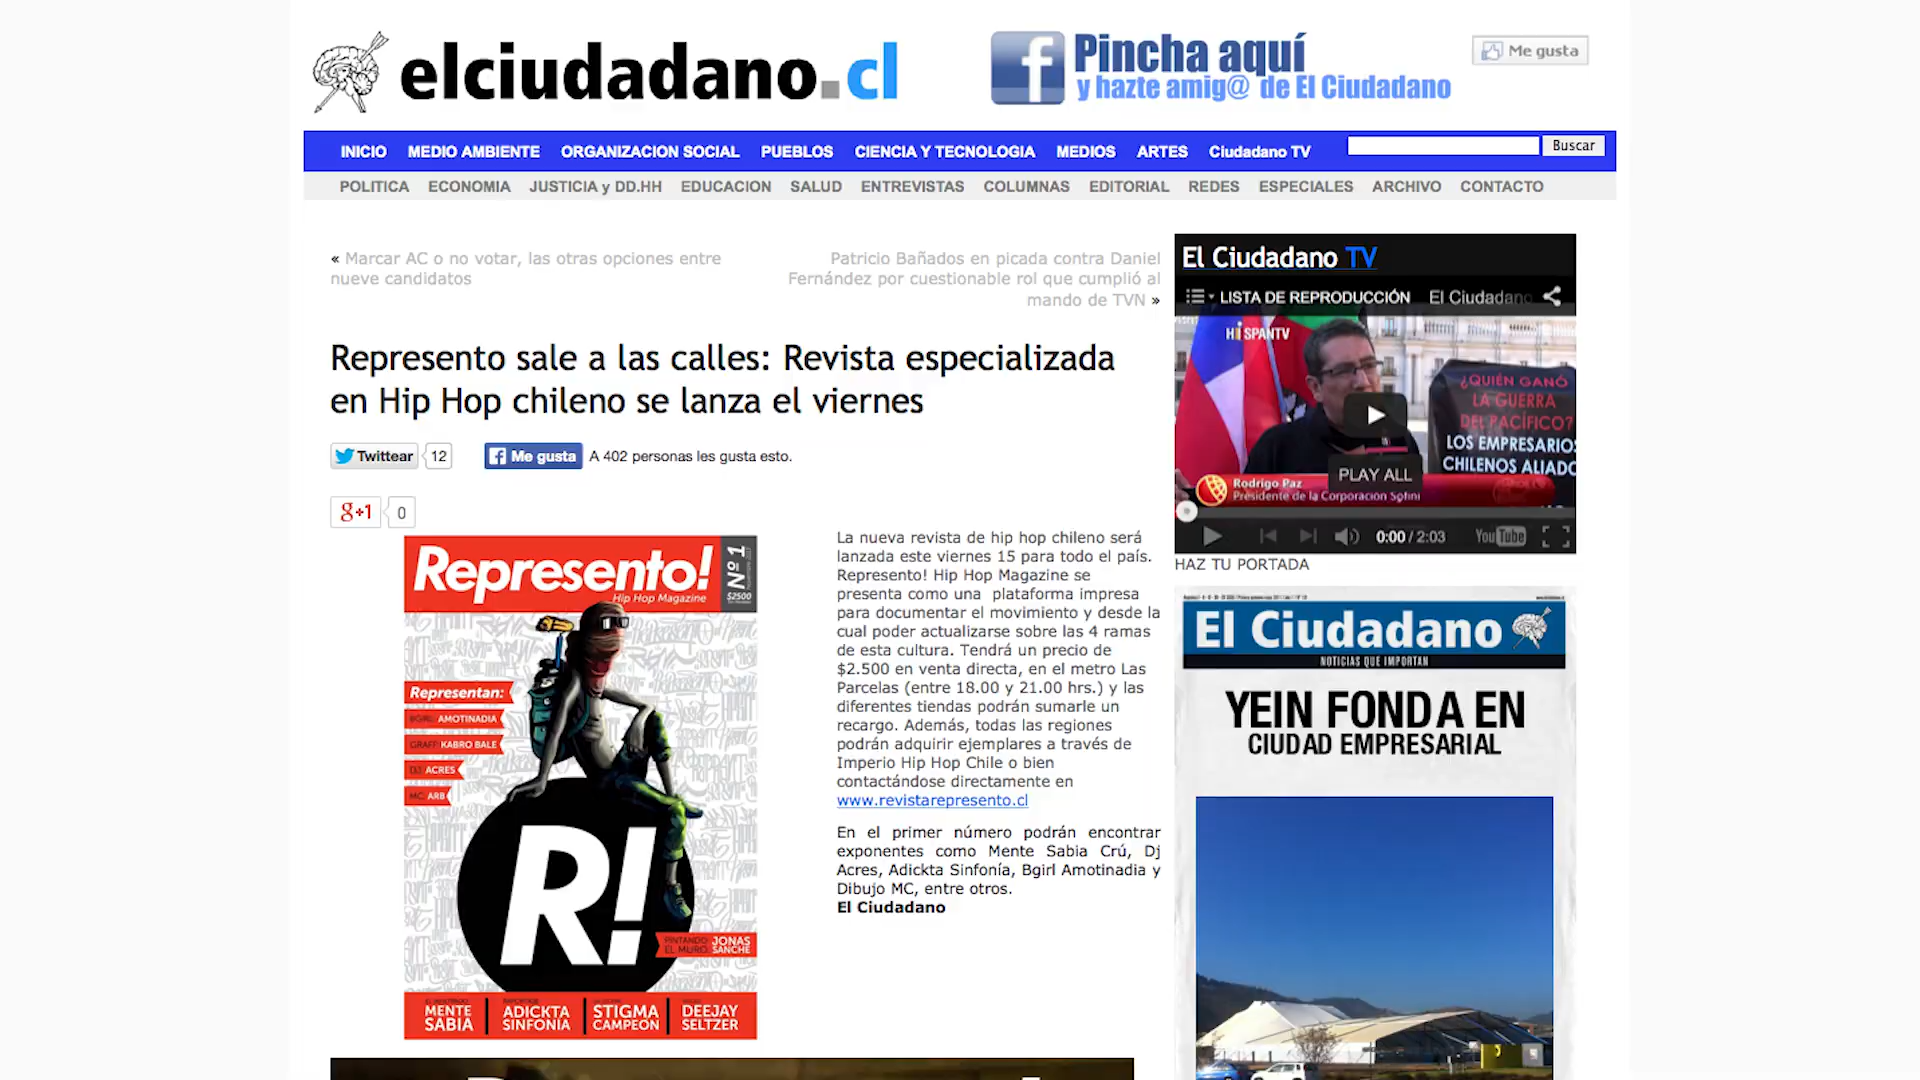 elciudadano.cl
Pincha aquí
y hazte amig@ de El Ciudadano
Me gusta
INICIO MEDIO AMBIENTE ORGANIZACION SOCIAL PUEBLOS CIENCIA Y TECNOLOGIA MEDIOS ARTES Ciudadano TV
Buscar
POLITICA ECONOMIA JUSTICIA y DD.HH EDUCACION SALUD ENTREVISTAS COLUMNAS EDITORIAL REDES ESPECIALES ARCHIVO CONTACTO
« Marcar AC o no votar, las otras opciones entre
nueve candidatos
Patricio Bañados en picada contra Daniel
Fernández por cuestionable rol que cumplió al
mando de TVN »
Represento sale a las calles: Revista especializada
en Hip Hop chileno se lanza el viernes
Twittear 12
Me gusta A 402 personas les gusta esto.
g+1 0
Represento!
Hip Hop Magazine
Nº 1
$2500
Representan:
BGIRL AMOTINADIA
GRAFF KABRO BALE
DJ ACRES
MC ARB
R!
PINTANDO
EL MURO
JONAS
SANCHE
MENTE
SABIA
ADICKTA
SINFONIA
STIGMA
CAMPEON
DEEJAY
SELTZER
La nueva revista de hip hop chileno será
lanzada este viernes 15 para todo el país.
Represento! Hip Hop Magazine se
presenta como una plataforma impresa
para documentar el movimiento y desde la
cual poder actualizarse sobre las 4 ramas
de esta cultura. Tendrá un precio de
$2.500 en venta directa, en el metro Las
Parcelas (entre 18.00 y 21.00 hrs.) y las
diferentes tiendas podrán sumarle un
recargo. Además, todas las regiones
podrán adquirir ejemplares a través de
Imperio Hip Hop Chile o bien
contactándose directamente en
www.revistarepresento.cl
En el primer número podrán encontrar
exponentes como Mente Sabia Crú, Dj
Acres, Adickta Sinfonía, Bgirl Amotinadia y
Dibujo MC, entre otros.
El Ciudadano
El Ciudadano TV
LISTA DE REPRODUCCIÓN El Ciudadano
HISPANTV
¿QUIÉN GANÓ
LA GUERRA
DEL PACÍFICO?
LOS EMPRESARIOS
CHILENOS ALIADO
PLAY ALL
Rodrigo Paz
Presidente de la Corporación Sofini
0:00 / 2:03
YouTube
HAZ TU PORTADA
El Ciudadano
NOTICIAS QUE IMPORTAN
YEIN FONDA EN
CIUDAD EMPRESARIAL